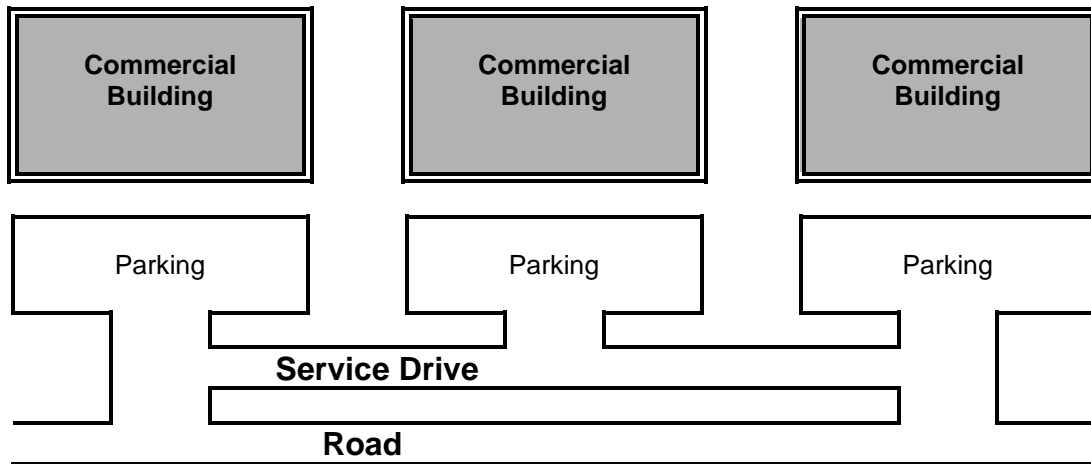 Commercial
Building
Commercial
Building
Commercial
Building
Parking
Parking
Parking
Service Drive
Road